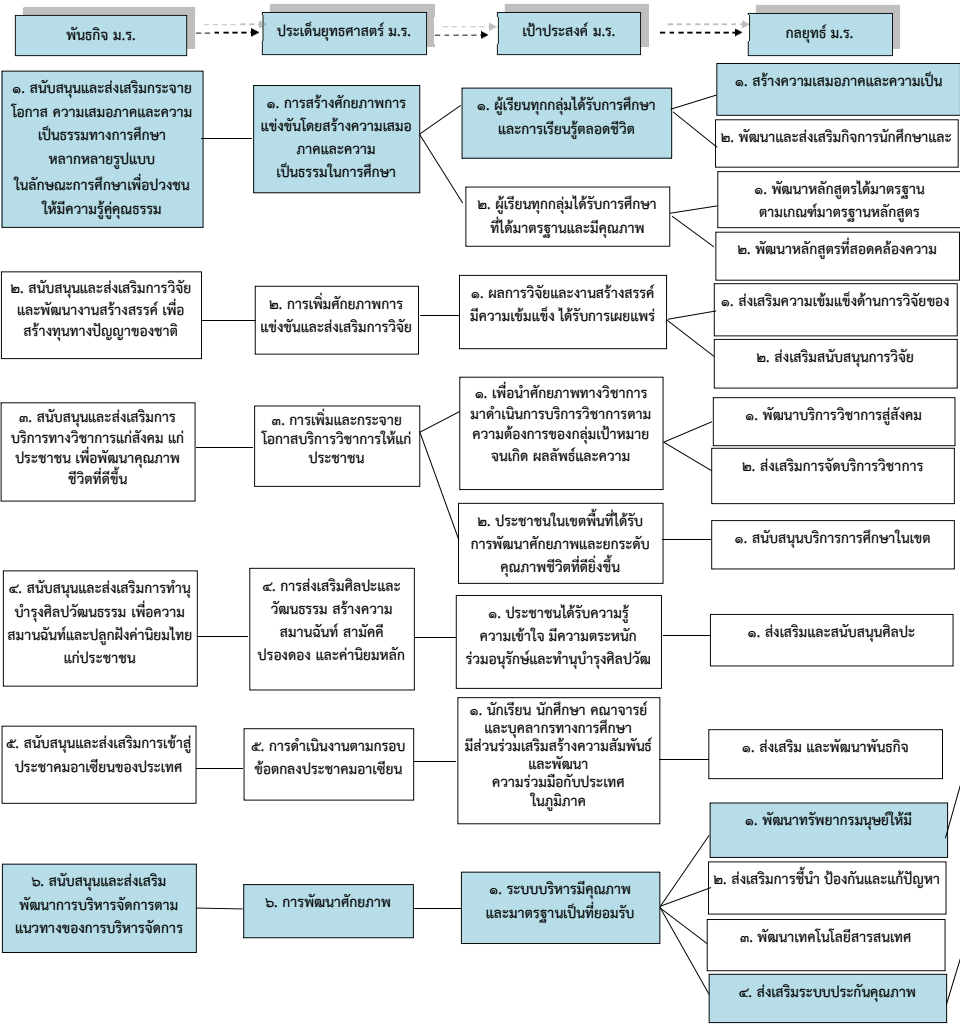 พันธกิจ ม.ร.
ประเด็นยุทธศาสตร์ ม.ร.
เป้าประสงค์ ม.ร.
กลยุทธ์ ม.ร.
๑. สนับสนุนและส่งเสริมกระจาย
โอกาส ความเสมอภาคและความ
เป็นธรรมทางการศึกษา
หลากหลายรูปแบบ
ในลักษณะการศึกษาเพื่อปวงชน
ให้มีความรู้คู่คุณธรรม
๑. การสร้างศักยภาพการ
แข่งขันโดยสร้างความเสมอ
ภาคและความ
เป็นธรรมในการศึกษา
๑. ผู้เรียนทุกกลุ่มได้รับการศึกษา
และการเรียนรู้ตลอดชีวิต
๑. สร้างความเสมอภาคและความเป็น
๒. พัฒนาและส่งเสริมกิจการนักศึกษาและ
๒. ผู้เรียนทุกกลุ่มได้รับการศึกษา
ที่ได้มาตรฐานและมีคุณภาพ
๑. พัฒนาหลักสูตรได้มาตรฐาน
ตามเกณฑ์มาตรฐานหลักสูตร
๒. พัฒนาหลักสูตรที่สอดคล้องความ
๒. สนับสนุนและส่งเสริมการวิจัย
และพัฒนางานสร้างสรรค์ เพื่อ
สร้างทุนทางปัญญาของชาติ
๒. การเพิ่มศักยภาพการ
แข่งขันและส่งเสริมการวิจัย
๑. ผลการวิจัยและงานสร้างสรรค์
มีความเข้มแข็ง ได้รับการเผยแพร่
๑. ส่งเสริมความเข้มแข็งด้านการวิจัยของ
๒. ส่งเสริมสนับสนุนการวิจัย
๓. สนับสนุนและส่งเสริมการ
บริการทางวิชาการแก่สังคม แก่
ประชาชน เพื่อพัฒนาคุณภาพ
ชีวิตที่ดีขึ้น
๓. การเพิ่มและกระจาย
โอกาสบริการวิชาการให้แก่
ประชาชน
๑. เพื่อนำศักยภาพทางวิชาการ
มาดำเนินการบริการวิชาการตาม
ความต้องการของกลุ่มเป้าหมาย
จนเกิด ผลลัพธ์และความ
๑. พัฒนาบริการวิชาการสู่สังคม
๒. ส่งเสริมการจัดบริการวิชาการ
๒. ประชาชนในเขตพื้นที่ได้รับ
การพัฒนาศักยภาพและยกระดับ
คุณภาพชีวิตที่ดียิ่งขึ้น
๑. สนับสนุนบริการการศึกษาในเขต
๔. สนับสนุนและส่งเสริมการทำนุ
บำรุงศิลปวัฒนธรรม เพื่อความ
สมานฉันท์และปลูกฝังค่านิยมไทย
แก่ประชาชน
๔. การส่งเสริมศิลปะและ
วัฒนธรรม สร้างความ
สมานฉันท์ สามัคคี
ปรองดอง และค่านิยมหลัก
๑. ประชาชนได้รับความรู้
ความเข้าใจ มีความตระหนัก
ร่วมอนุรักษ์และทำนุบำรุงศิลปวัฒ
๑. ส่งเสริมและสนับสนุนศิลปะ
๕. สนับสนุนและส่งเสริมการเข้าสู่
ประชาคมอาเซียนของประเทศ
๕. การดำเนินงานตามกรอบ
ข้อตกลงประชาคมอาเซียน
๑. นักเรียน นักศึกษา คณาจารย์
และบุคลากรทางการศึกษา
มีส่วนร่วมเสริมสร้างความสัมพันธ์
และพัฒนา
ความร่วมมือกับประเทศ
ในภูมิภาค
๑. ส่งเสริม และพัฒนาพันธกิจ
๖. สนับสนุนและส่งเสริม
พัฒนาการบริหารจัดการตาม
แนวทางของการบริหารจัดการ
๖. การพัฒนาศักยภาพ
๑. ระบบบริหารมีคุณภาพ
และมาตรฐานเป็นที่ยอมรับ
๑. พัฒนาทรัพยากรมนุษย์ให้มี
๒. ส่งเสริมการชี้นำ ป้องกันและแก้ปัญหา
๓. พัฒนาเทคโนโลยีสารสนเทศ
๔. ส่งเสริมระบบประกันคุณภาพ